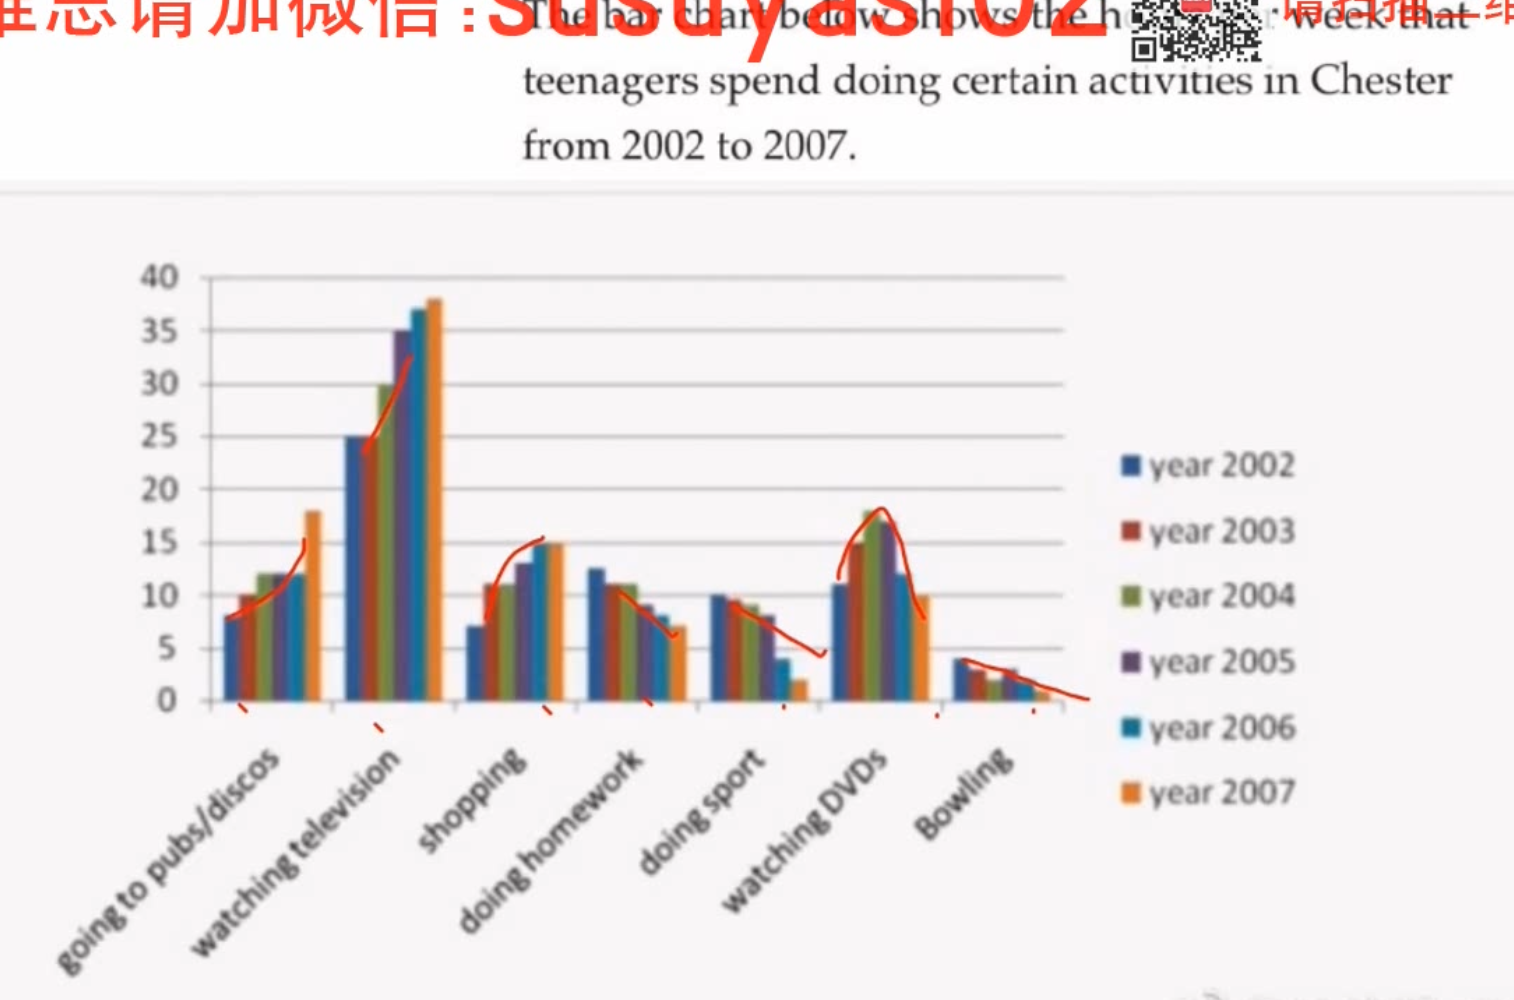 请加微信:susuyasi02
The bar chart below shows the week that
teenagers spend doing certain activities in Chester
from 2002 to 2007.
40
35
30
25
20
15
10
5
0
going to pubs/discos
watching television
shopping
doing homework
doing sport
watching DVDs
Bowling
year 2002
year 2003
year 2004
year 2005
year 2006
year 2007